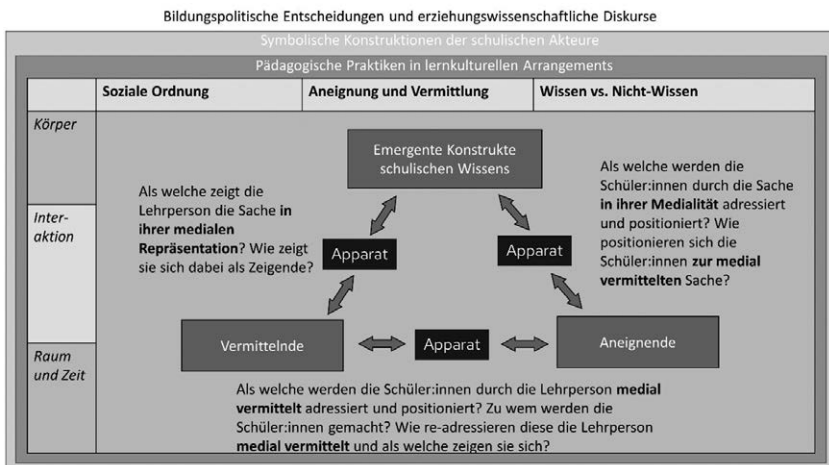 Bildungspolitische Entscheidungen und erziehungswissenschaftliche Diskurse
Symbolische Konstruktionen der schulischen Akteure
Pädagogische Praktiken in lernkulturellen Arrangements
Soziale Ordnung
Aneignung und Vermittlung
Wissen vs. Nicht-Wissen
Körper
Inter-
aktion
Raum
und Zeit
Emergente Konstrukte
schulischen Wissens
Als welche zeigt die
Lehrperson die Sache in
ihrer medialen
Repräsentation? Wie zeigt
sie sich dabei als Zeigende?
Als welche werden die
Schüler:innen durch die Sache
in ihrer Medialität adressiert
und positioniert? Wie
positionieren sich die
Schüler:innen zur medial
vermittelten Sache?
Apparat
Apparat
Vermittelnde
Apparat
Aneignende
Als welche werden die Schüler:innen durch die Lehrperson medial
vermittelt adressiert und positioniert? Zu wem werden die
Schüler:innen gemacht? Wie re-adressieren diese die Lehrperson
medial vermittelt und als welche zeigen sie sich?